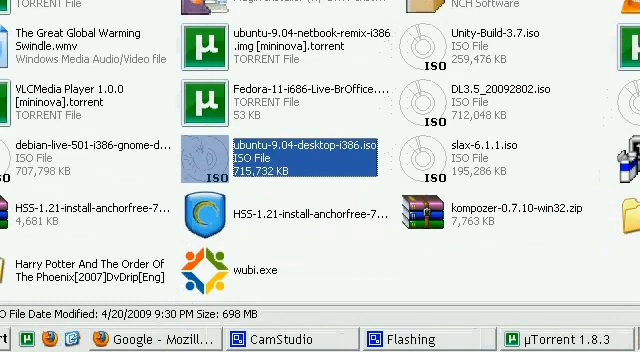 TORRENT File
NCH Software
The Great Global Warming
Swindle.wmv
Windows Media Audio/Video file
ubuntu-9.04-netbook-remix-i386
.img [mininova].torrent
TORRENT File
Unity-Build-3.7.iso
ISO File
259,476 KB
ISO
VLCMedia Player 1.0.0
[mininova].torrent
TORRENT File
Fedora-11-i686-Live-BrOffice....
TORRENT File
53 KB
DL3.5_20092802.iso
ISO File
712,048 KB
ISO
debian-live-501-i386-gnome-d...
ISO File
707,798 KB
ubuntu-9.04-desktop-i386.iso
ISO File
715,732 KB
ISO
slax-6.1.1.iso
ISO File
195,286 KB
ISO
HSS-1.21-install-anchorfree-7...
4,681 KB
HSS-1.21-install-anchorfree-7...
kompozer-0.7.10-win32.zip
7,763 KB
Harry Potter And The Order Of
The Phoenix[2007]DvDrip[Eng]
wubi.exe
O File Date Modified: 4/20/2009 9:30 PM Size: 698 MB
Google - Mozill...
CamStudio
Flashing
µTorrent 1.8.3